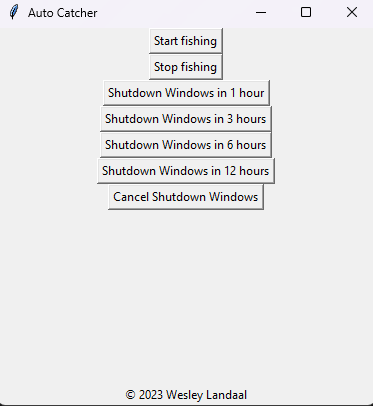 Auto Catcher
Start fishing
Stop fishing
Shutdown Windows in 1 hour
Shutdown Windows in 3 hours
Shutdown Windows in 6 hours
Shutdown Windows in 12 hours
Cancel Shutdown Windows
© 2023 Wesley Landaal